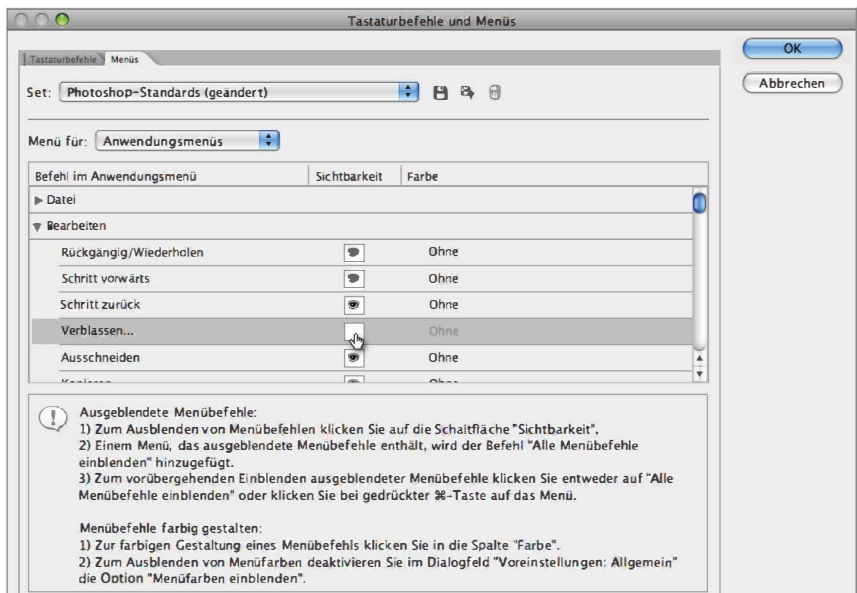 Tastaturbefehle und Menüs
OK
Abbrechen
Tastaturbefehle Menüs
Set: Photoshop-Standards (geändert)
Menü für: Anwendungsmenüs
Befehl im Anwendungsmenü Sichtbarkeit Farbe
Datei
Bearbeiten
Rückgängig/Wiederholen Ohne
Schritt vorwärts Ohne
Schritt zurück Ohne
Verblassen... Ohne
Ausschneiden Ohne
Ausgeblendete Menübefehle:
1) Zum Ausblenden von Menübefehlen klicken Sie auf die Schaltfläche "Sichtbarkeit".
2) Einem Menü, das ausgeblendete Menübefehle enthält, wird der Befehl "Alle Menübefehle
einblenden" hinzugefügt.
3) Zum vorübergehenden Einblenden ausgeblendeter Menübefehle klicken Sie entweder auf "Alle
Menübefehle einblenden" oder klicken Sie bei gedrückter ⌘-Taste auf das Menü.
Menübefehle farbig gestalten:
1) Zur farbigen Gestaltung eines Menübefehls klicken Sie in die Spalte "Farbe".
2) Zum Ausblenden von Menüfarben deaktivieren Sie im Dialogfeld "Voreinstellungen: Allgemein"
die Option "Menüfarben einblenden".